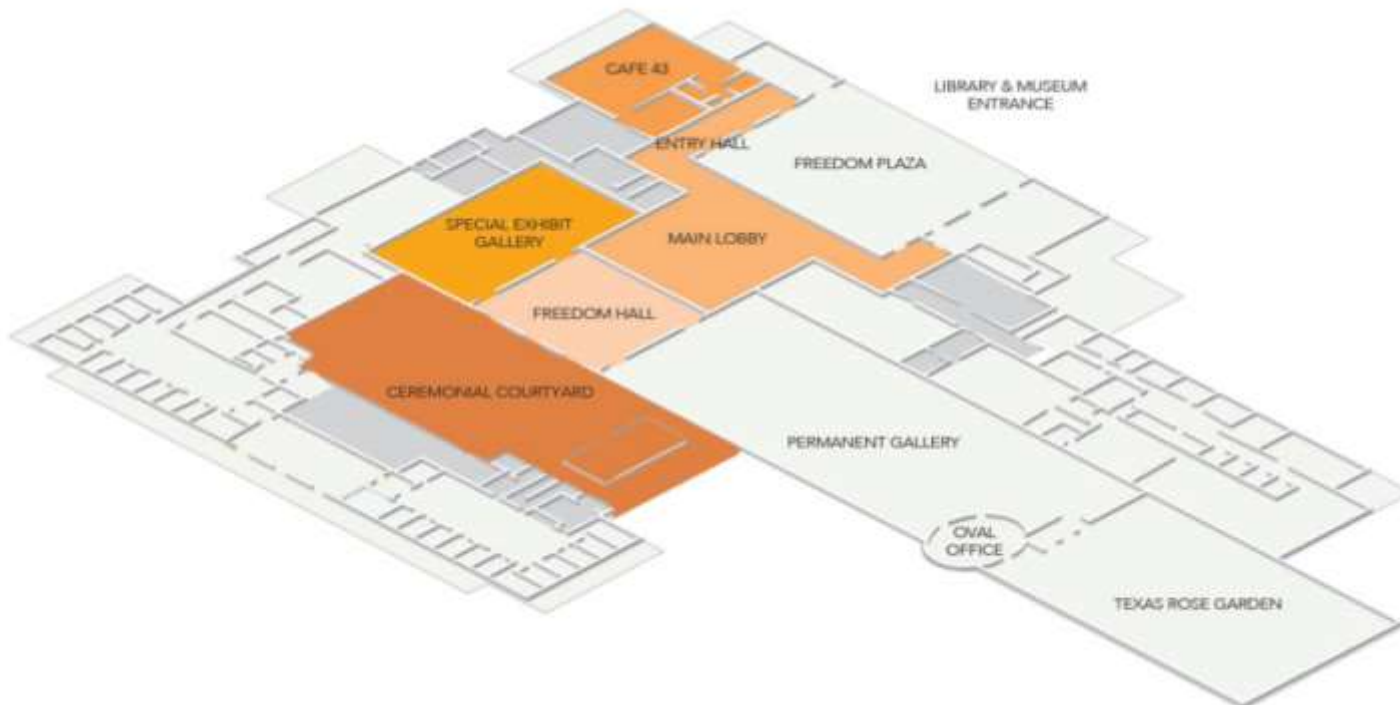 CAFE 43
LIBRARY & MUSEUM
ENTRANCE
ENTRY HALL
FREEDOM PLAZA
SPECIAL EXHIBIT
GALLERY
MAIN LOBBY
FREEDOM HALL
CEREMONIAL COURTYARD
PERMANENT GALLERY
OVAL
OFFICE
TEXAS ROSE GARDEN